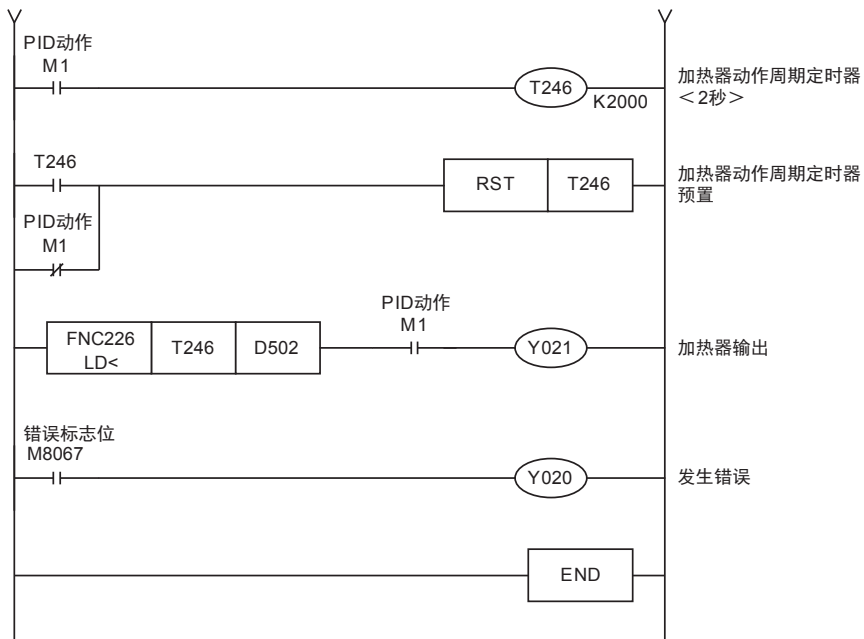 PID动作
M1
T246
K2000
加热器动作周期定时器
＜2秒＞
T246
RST
T246
加热器动作周期定时器
预置
PID动作
M1
FNC226
LD<
T246
D502
PID动作
M1
Y021
加热器输出
错误标志位
M8067
Y020
发生错误
END